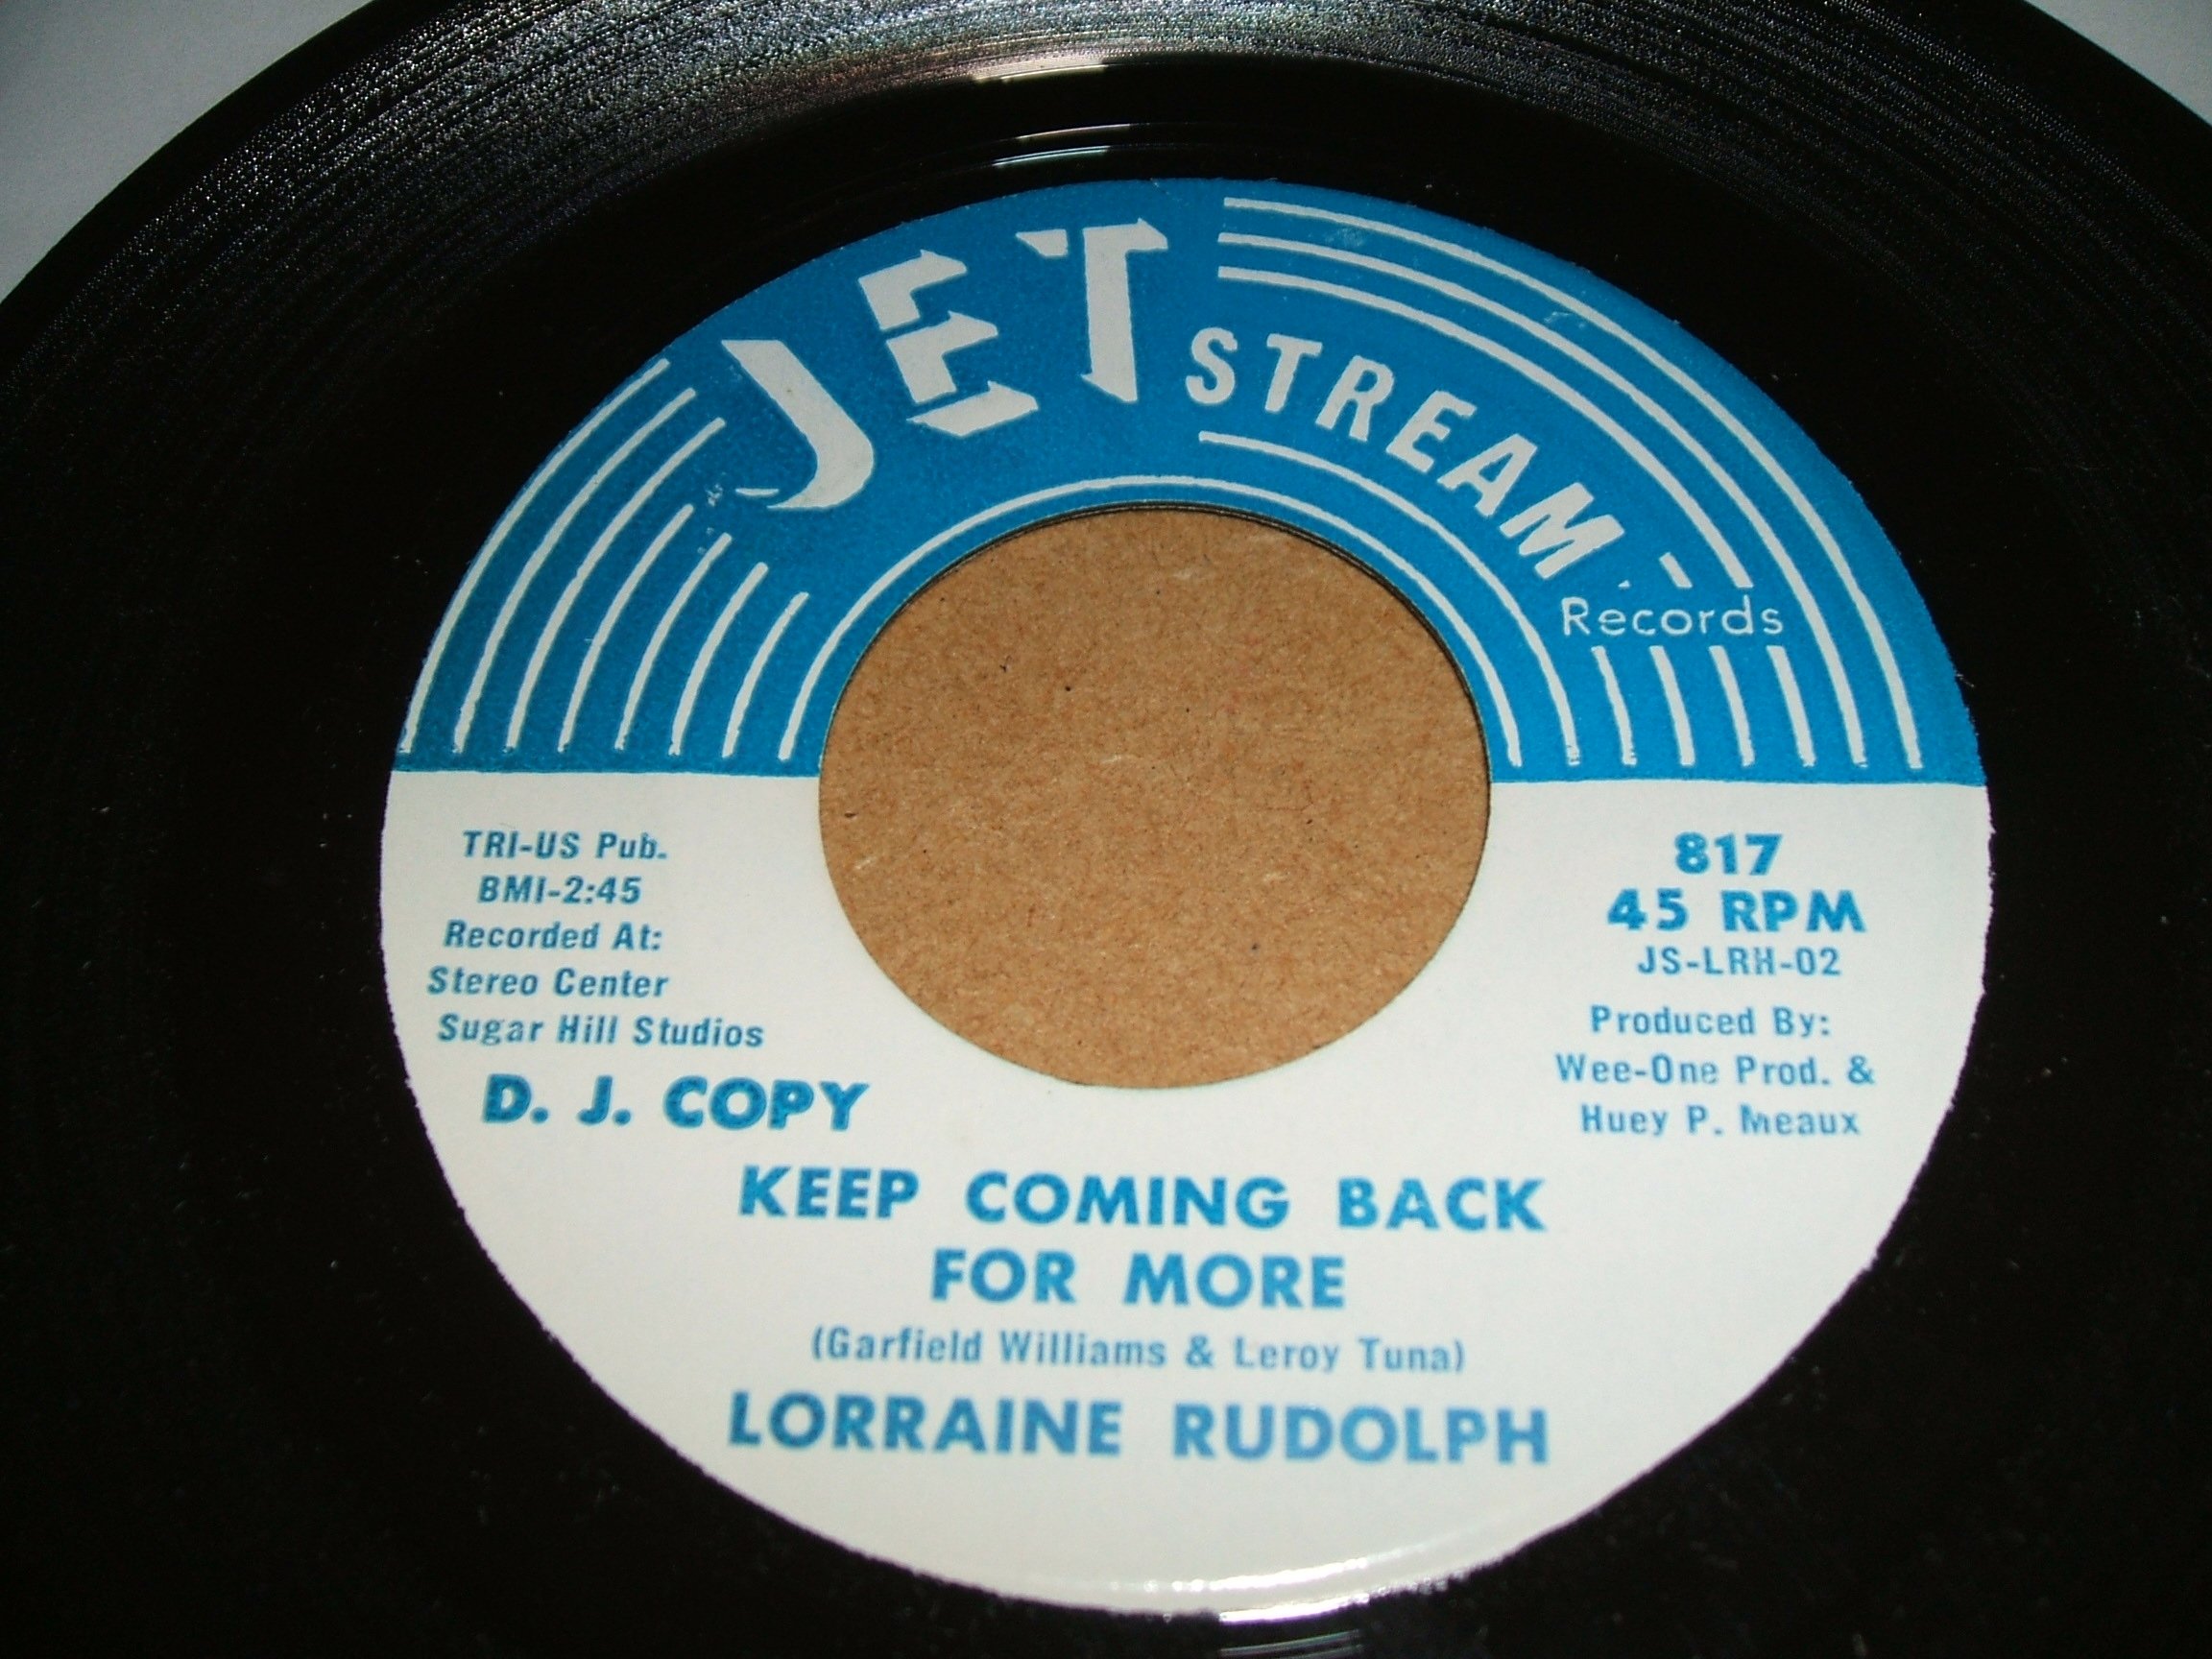 JET STREAM
Records
TRI-US Pub.
BMI-2:45
Recorded At:
Stereo Center
Sugar Hill Studios
D. J. COPY
817
45 RPM
JS-LRH-02
Produced By:
Wee-One Prod. &
Huey P. Meaux
KEEP COMING BACK
FOR MORE
(Garfield Williams & Leroy Tuna)
LORRAINE RUDOLPH